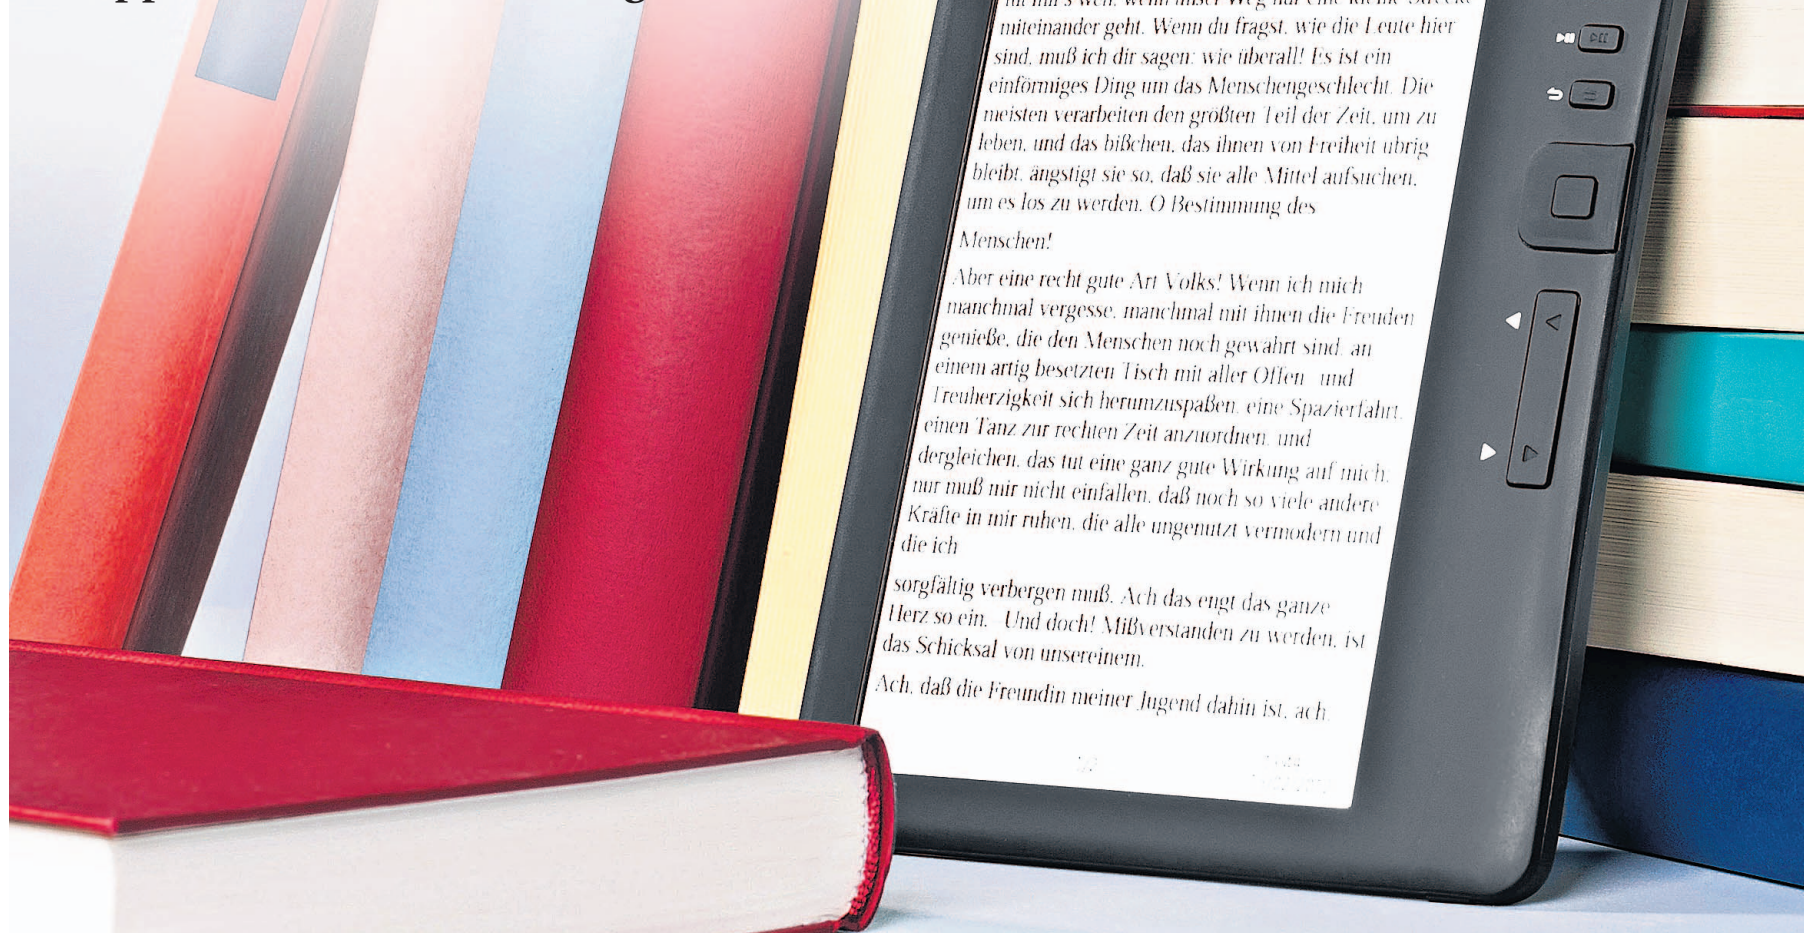 miteinander geht. Wenn du fragst, wie die Leute hier
sind, muß ich dir sagen: wie überall! Es ist ein
einförmiges Ding um das Menschengeschlecht. Die
meisten verarbeiten den größten Teil der Zeit, um zu
leben, und das bißchen, das ihnen von Freiheit übrig
bleibt, ängstigt sie so, daß sie alle Mittel aufsuchen,
um es los zu werden. O Bestimmung des
Menschen!
Aber eine recht gute Art Volks! Wenn ich mich
manchmal vergesse, manchmal mit ihnen die Freuden
genieße, die den Menschen noch gewährt sind, an
einem artig besetzten Tisch mit aller Offen- und
Treuherzigkeit sich herumzuspaßen, eine Spazierfahrt,
einen Tanz zur rechten Zeit anzuordnen, und
dergleichen, das tut eine ganz gute Wirkung auf mich;
nur muß mir nicht einfallen, daß noch so viele andere
Kräfte in mir ruhen, die alle ungenutzt vermodern und
die ich
sorgfältig verbergen muß. Ach das engt das ganze
Herz so ein. -Und doch! Mißverstanden zu werden, ist
das Schicksal von unsereinem.
Ach, daß die Freundin meiner Jugend dahin ist, ach,